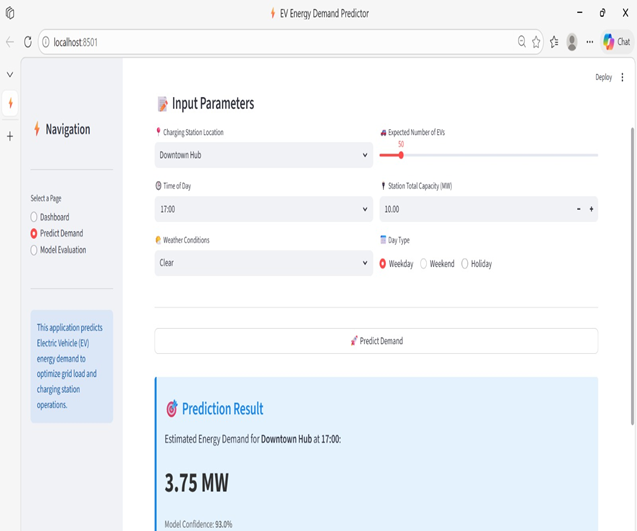 EV Energy Demand Predictor
localhost:8501
Chat
Deploy
Navigation
Select a Page
Dashboard
Predict Demand
Model Evaluation
This application predicts
Electric Vehicle (EV)
energy demand to
optimize grid load and
charging station
operations.
Input Parameters
Charging Station Location
Downtown Hub
Expected Number of EVs
50
Time of Day
17:00
Station Total Capacity (MW)
10.00
Weather Conditions
Clear
Day Type
Weekday Weekend Holiday
Predict Demand
Prediction Result
Estimated Energy Demand for Downtown Hub at 17:00:
3.75 MW
Model Confidence: 93.0%